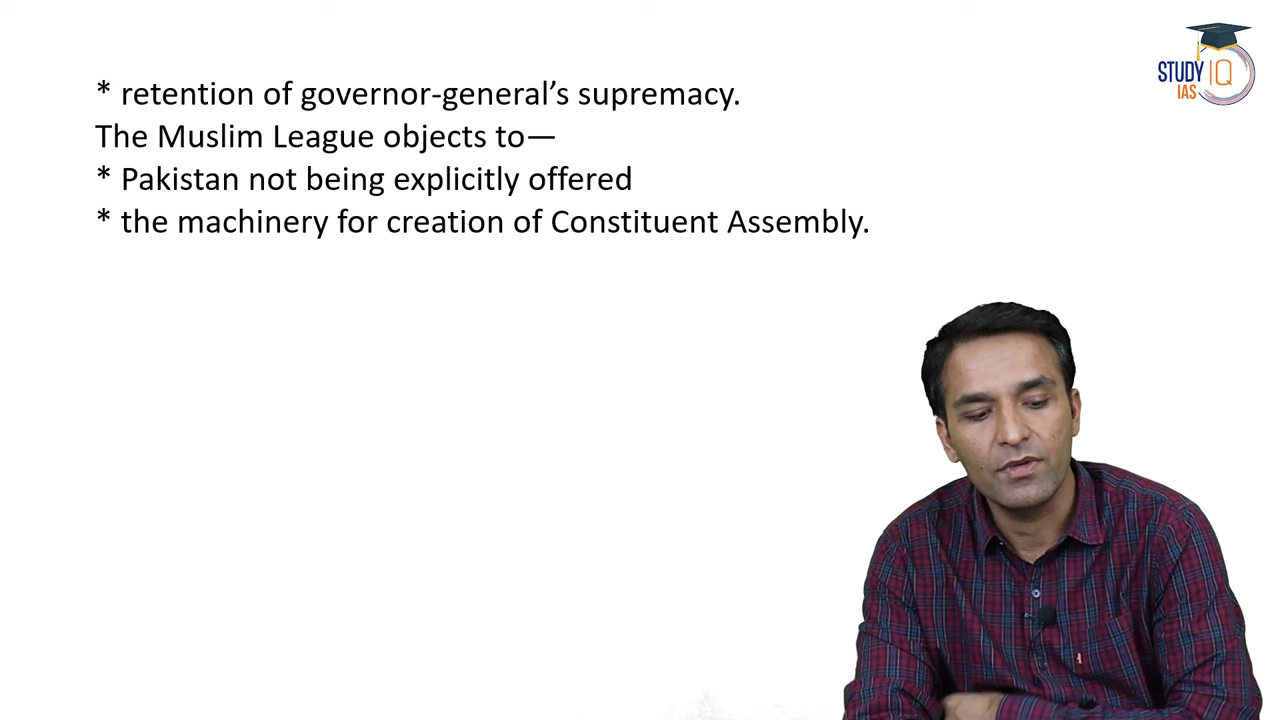 * retention of governor-general’s supremacy.
The Muslim League objects to—
* Pakistan not being explicitly offered
* the machinery for creation of Constituent Assembly.
STUDY IQ
IAS